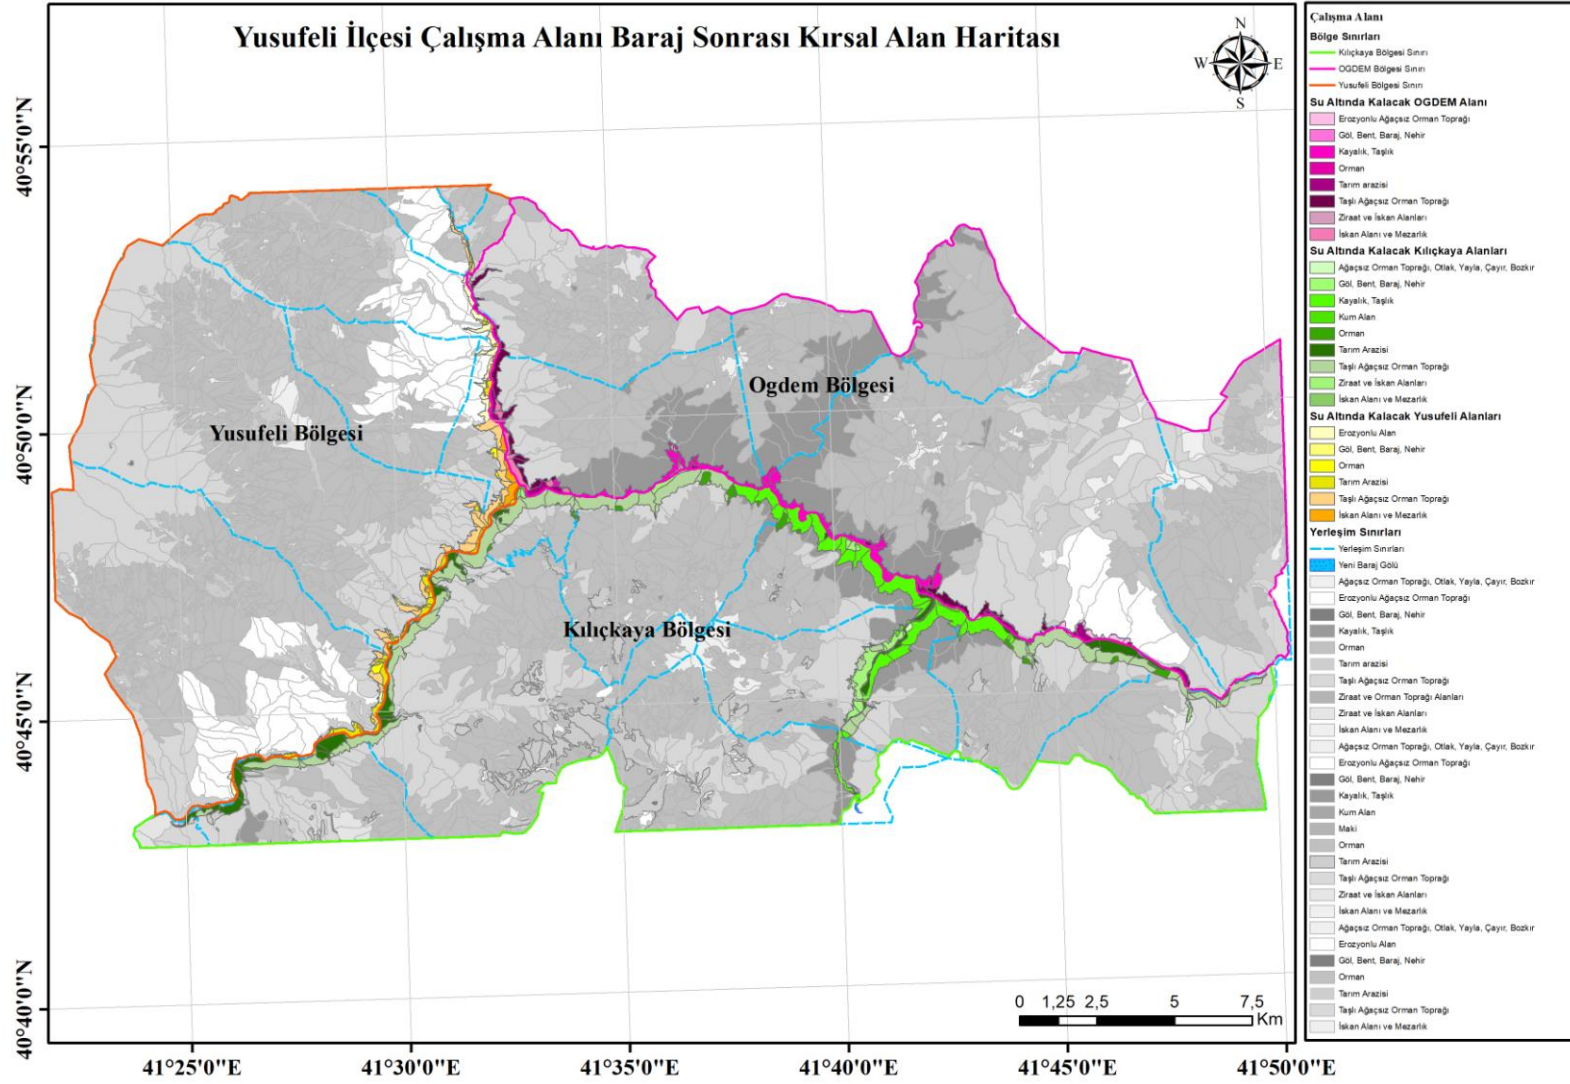 Yusufeli İlçesi Çalışma Alanı Baraj Sonrası Kırsal Alan Haritası
N
W E
S
40°55'0"N
40°50'0"N
40°45'0"N
40°40'0"N
Ogdem Bölgesi
Yusufeli Bölgesi
Kılıçkaya Bölgesi
0 1,25 2,5 5 7,5
Km
41°25'0"E 41°30'0"E 41°35'0"E 41°40'0"E 41°45'0"E 41°50'0"E
Çalışma Alanı
Bölge Sınırları
Kılıçkaya Bölgesi Sınırı
OGDEM Bölgesi Sınırı
Yusufeli Bölgesi Sınırı
Su Altında Kalacak OGDEM Alanı
Erozyonlu Ağaçsız Orman Toprağı
Göl, Bent, Baraj, Nehir
Kayalık, Taşlık
Orman
Tarım arazisi
Taşlı Ağaçsız Orman Toprağı
Ziraat ve İskan Alanları
İskan Alanı ve Mezarlık
Su Altında Kalacak Kılıçkaya Alanları
Ağaçsız Orman Toprağı, Otlak, Yayla, Çayır, Bozkır
Göl, Bent, Baraj, Nehir
Kayalık, Taşlık
Kum Alan
Orman
Tarım Arazisi
Taşlı Ağaçsız Orman Toprağı
Ziraat ve İskan Alanları
İskan Alanı ve Mezarlık
Su Altında Kalacak Yusufeli Alanları
Erozyonlu Alan
Göl, Bent, Baraj, Nehir
Orman
Tarım Arazisi
Taşlı Ağaçsız Orman Toprağı
İskan Alanı ve Mezarlık
Yerleşim Sınırları
Yerleşim Sınırları
Yeni Baraj Gölü
Ağaçsız Orman Toprağı, Otlak, Yayla, Çayır, Bozkır
Erozyonlu Ağaçsız Orman Toprağı
Göl, Bent, Baraj, Nehir
Kayalık, Taşlık
Orman
Tarım arazisi
Taşlı Ağaçsız Orman Toprağı
Ziraat ve Orman Toprağı Alanları
Ziraat ve İskan Alanları
İskan Alanı ve Mezarlık
Ağaçsız Orman Toprağı, Otlak, Yayla, Çayır, Bozkır
Erozyonlu Ağaçsız Orman Toprağı
Göl, Bent, Baraj, Nehir
Kayalık, Taşlık
Kum Alan
Maki
Orman
Tarım Arazisi
Taşlı Ağaçsız Orman Toprağı
Ziraat ve İskan Alanları
İskan Alanı ve Mezarlık
Ağaçsız Orman Toprağı, Otlak, Yayla, Çayır, Bozkır
Erozyonlu Alan
Göl, Bent, Baraj, Nehir
Orman
Tarım Arazisi
Taşlı Ağaçsız Orman Toprağı
İskan Alanı ve Mezarlık